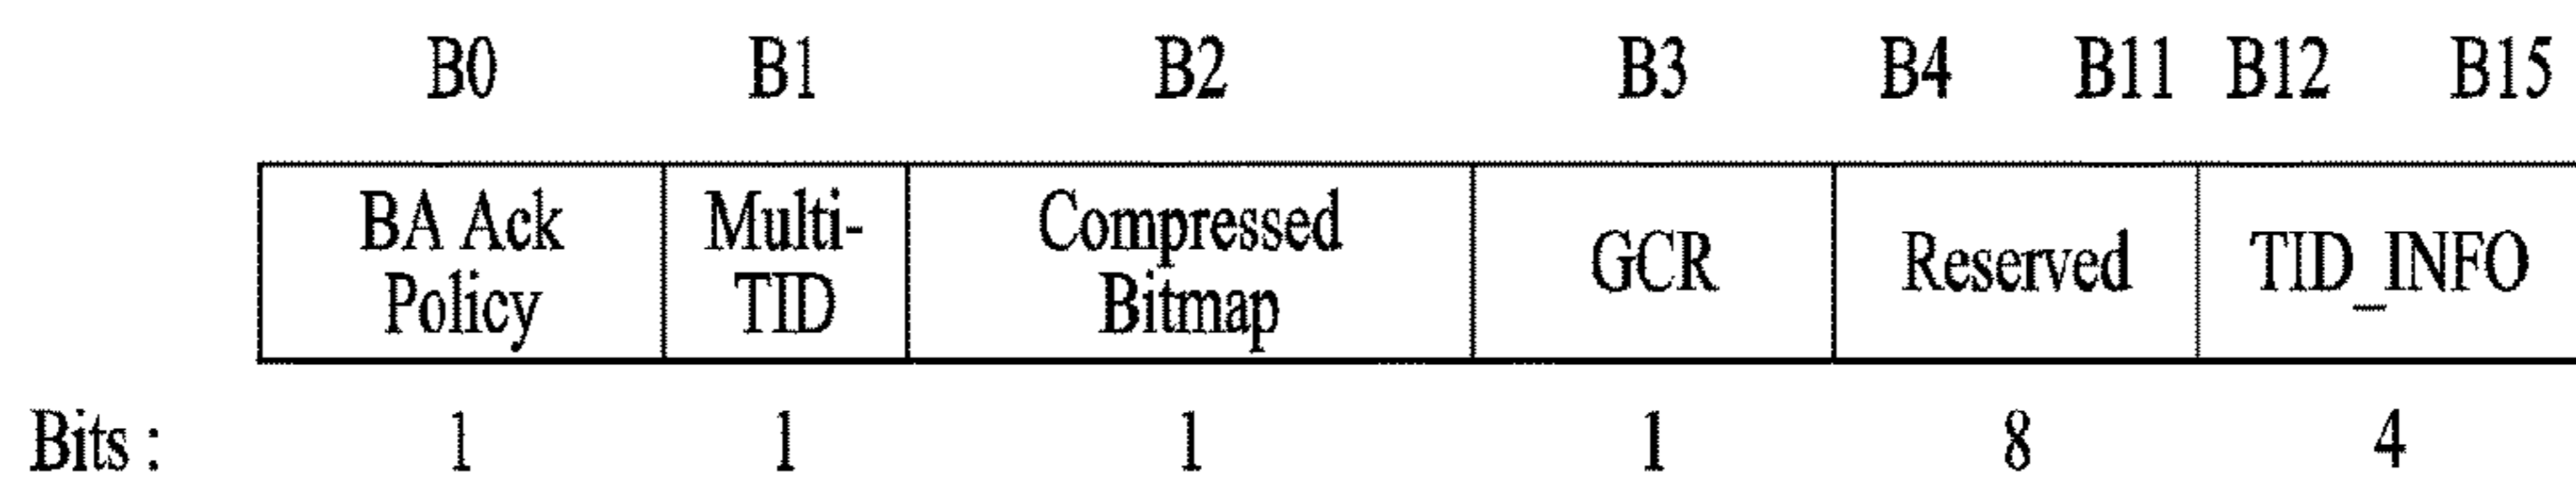 B0 B1 B2 B3 B4 B11 B12 B15
BA Ack Policy Multi-TID Compressed Bitmap GCR Reserved TID_INFO
Bits : 1 1 1 1 8 4